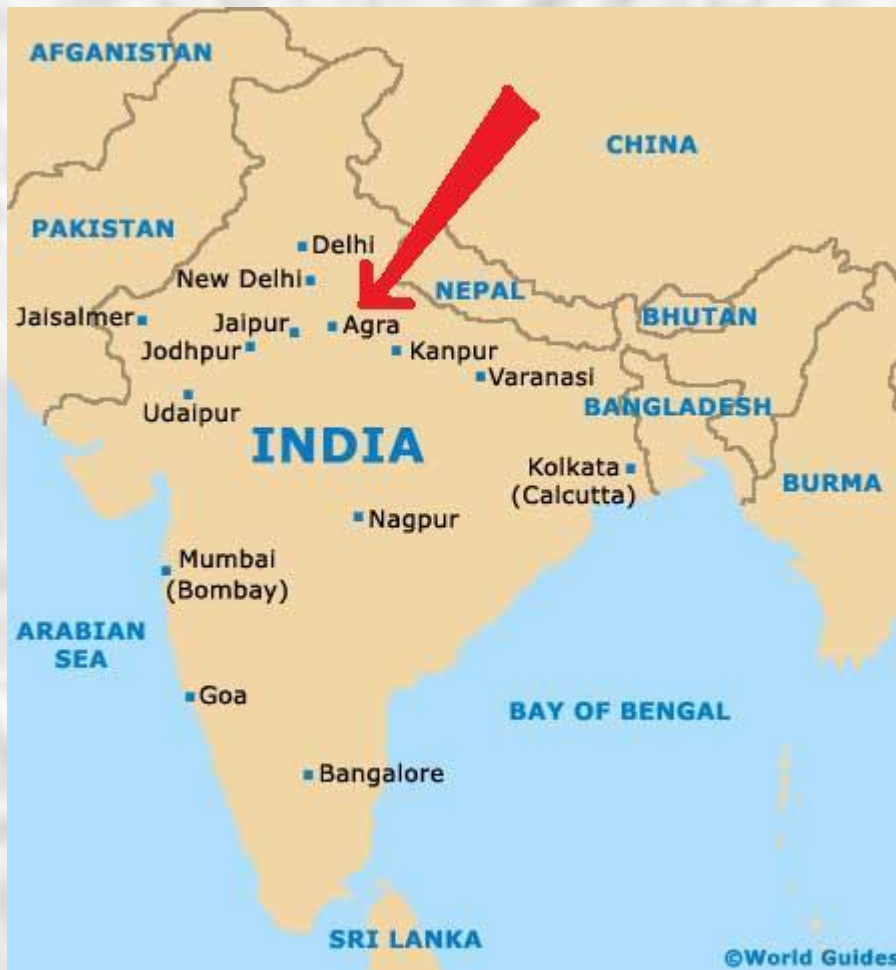 AFGANISTAN
CHINA
PAKISTAN
Delhi
New Delhi
NEPAL
Jaisalmer
Jaipur
Agra
BHUTAN
Jodhpur
Kanpur
Varanasi
Udaipur
BANGLADESH
INDIA
Kolkata
(Calcutta)
BURMA
Nagpur
Mumbai
(Bombay)
ARABIAN
SEA
Goa
BAY OF BENGAL
Bangalore
SRI LANKA
©World Guides